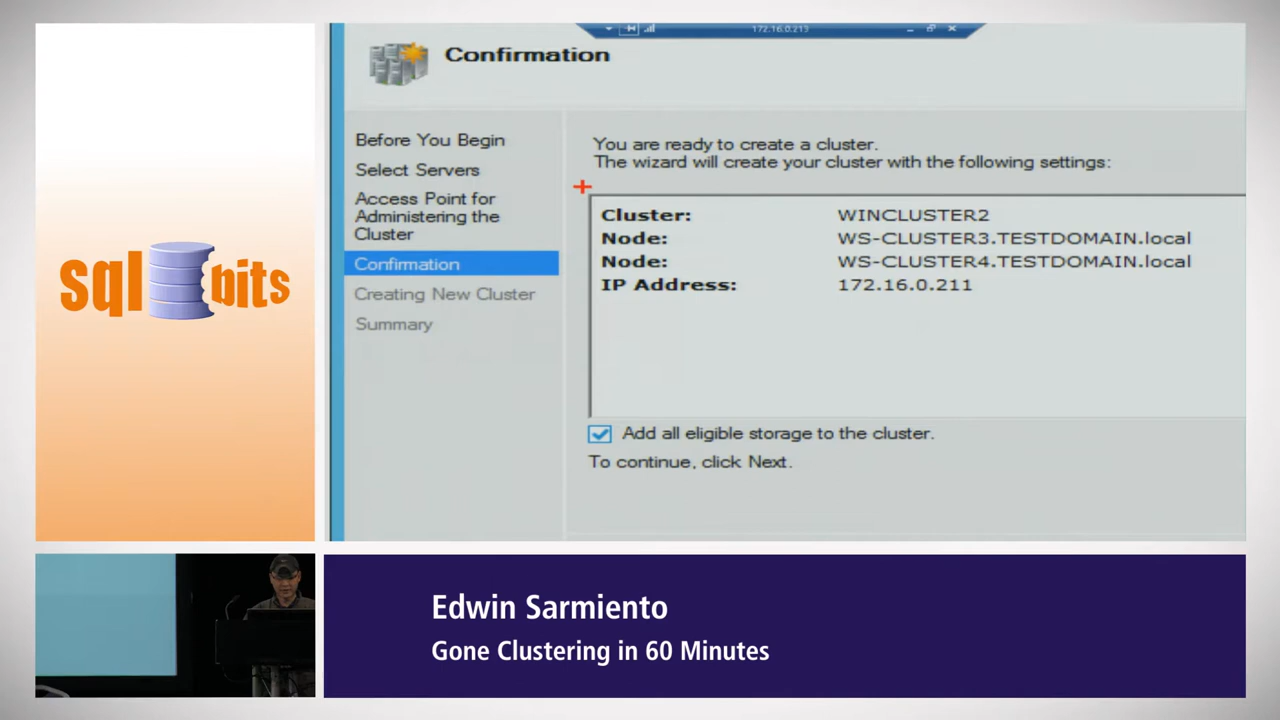 172.16.0.213
Confirmation
Before You Begin
Select Servers
Access Point for
Administering the
Cluster
Confirmation
Creating New Cluster
Summary
You are ready to create a cluster.
The wizard will create your cluster with the following settings:
Cluster: WINCLUSTER2
Node: WS-CLUSTER3.TESTDOMAIN.local
Node: WS-CLUSTER4.TESTDOMAIN.local
IP Address: 172.16.0.211
Add all eligible storage to the cluster.
To continue, click Next.
sql bits
Edwin Sarmiento
Gone Clustering in 60 Minutes